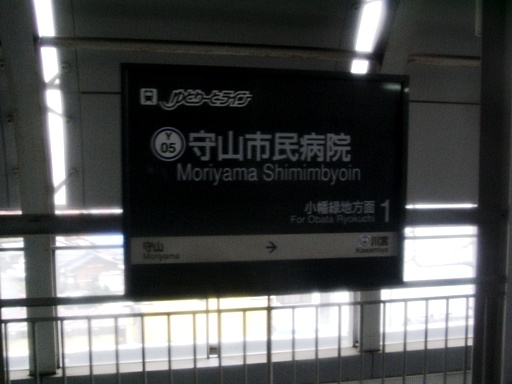 ゆとりーとライン
Y
05
守山市民病院
Moriyama Shimimbyoin
小幡緑地方面
For Obata Ryokuchi
1
守山
Moriyama
→
川宮
Kawamiya